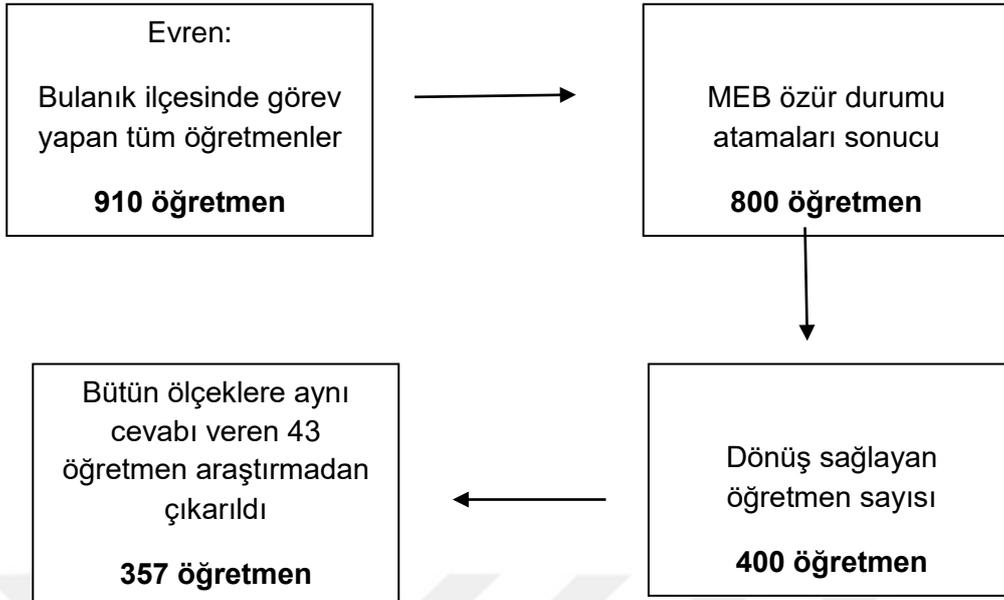 Evren:
Bulanık ilçesinde görev
yapan tüm öğretmenler
910 öğretmen
MEB özür durumu
atamaları sonucu
800 öğretmen
Dönüş sağlayan
öğretmen sayısı
400 öğretmen
Bütün ölçeklere aynı
cevabı veren 43
öğretmen araştırmadan
çıkarıldı
357 öğretmen